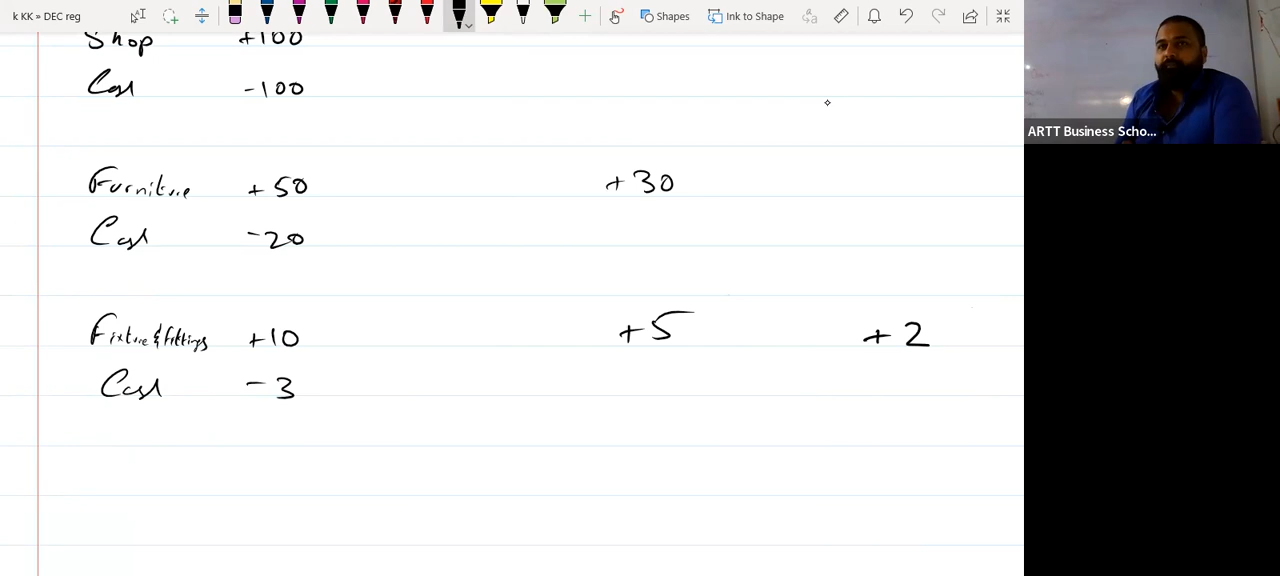 k KK » DEC reg
Shapes
Ink to Shape
Shop +100
Cash -100
Furniture +50 +30
Cash -20
Fixture & fittings +10 +5 +2
Cash -3
ARTT Business Scho...